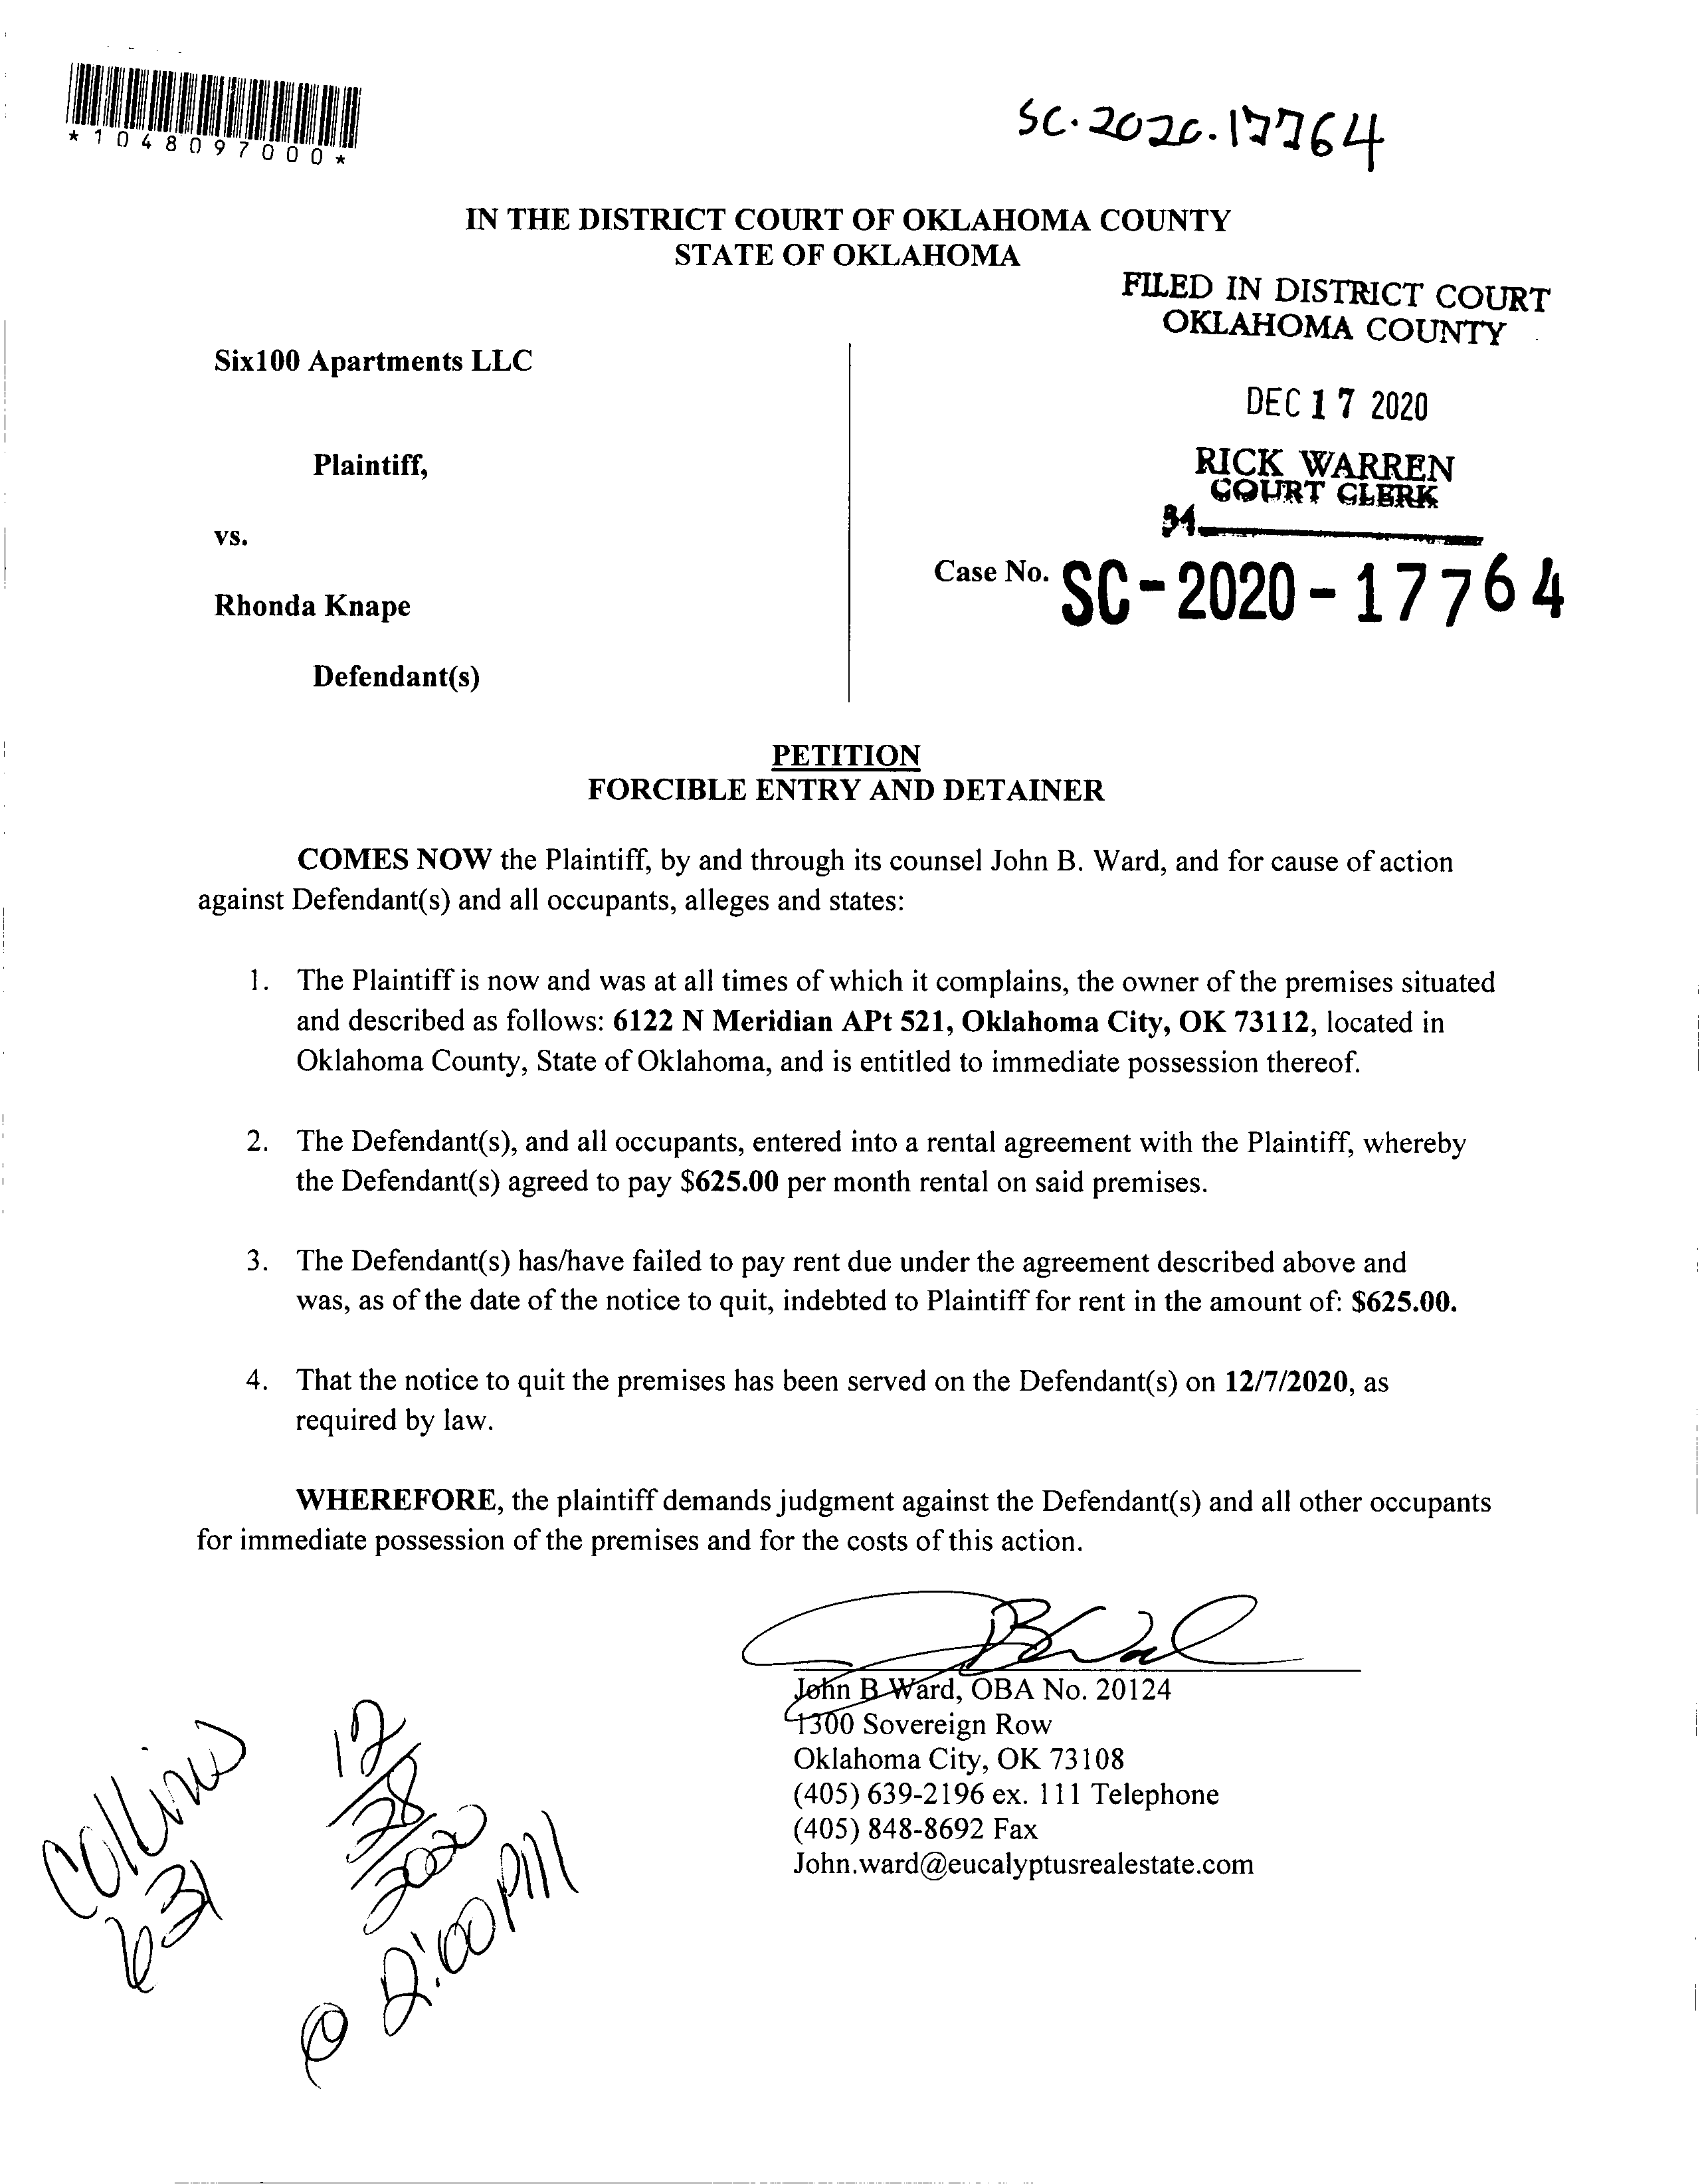 *1048097000*
SC-2020-17764
IN THE DISTRICT COURT OF OKLAHOMA COUNTY
STATE OF OKLAHOMA
FILED IN DISTRICT COURT
OKLAHOMA COUNTY
Six100 Apartments LLC
DEC 17 2020
Plaintiff,
RICK WARREN
COURT CLERK
vs.
Case No. SC-2020-17764
Rhonda Knape
Defendant(s)
PETITION
FORCIBLE ENTRY AND DETAINER
COMES NOW the Plaintiff, by and through its counsel John B. Ward, and for cause of action
against Defendant(s) and all occupants, alleges and states:
1. The Plaintiff is now and was at all times of which it complains, the owner of the premises situated
and described as follows: 6122 N Meridian APt 521, Oklahoma City, OK 73112, located in
Oklahoma County, State of Oklahoma, and is entitled to immediate possession thereof.
2. The Defendant(s), and all occupants, entered into a rental agreement with the Plaintiff, whereby
the Defendant(s) agreed to pay $625.00 per month rental on said premises.
3. The Defendant(s) has/have failed to pay rent due under the agreement described above and
was, as of the date of the notice to quit, indebted to Plaintiff for rent in the amount of: $625.00.
4. That the notice to quit the premises has been served on the Defendant(s) on 12/7/2020, as
required by law.
WHEREFORE, the plaintiff demands judgment against the Defendant(s) and all other occupants
for immediate possession of the premises and for the costs of this action.
John B Ward, OBA No. 20124
1300 Sovereign Row
Oklahoma City, OK 73108
(405) 639-2196 ex. 111 Telephone
(405) 848-8692 Fax
John.ward@eucalyptusrealestate.com
Collins
631
12/28/2020
@ 2:00 PM